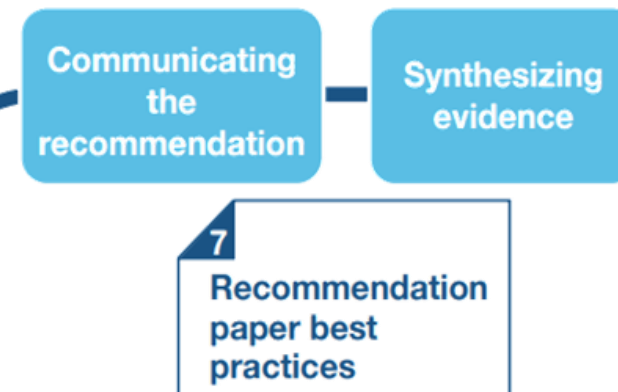 Communicating
the
recommendation
Synthesizing
evidence
7
Recommendation
paper best
practices